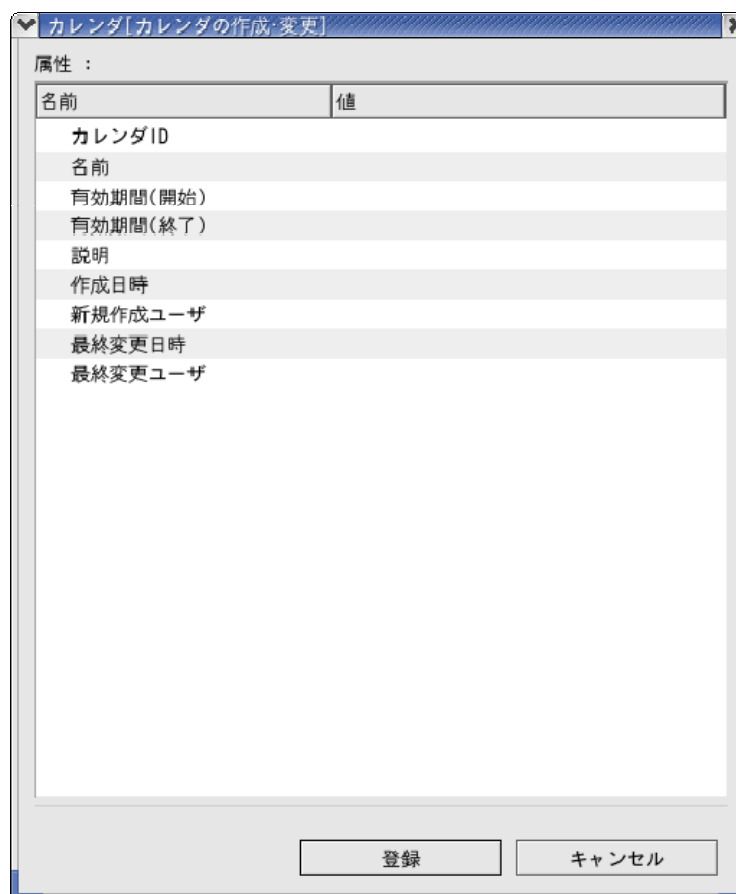 カレンダ[カレンダの作成・変更]
属性 :
名前 値
カレンダID
名前
有効期間(開始)
有効期間(終了)
説明
作成日時
新規作成ユーザ
最終変更日時
最終変更ユーザ
登録 キャンセル